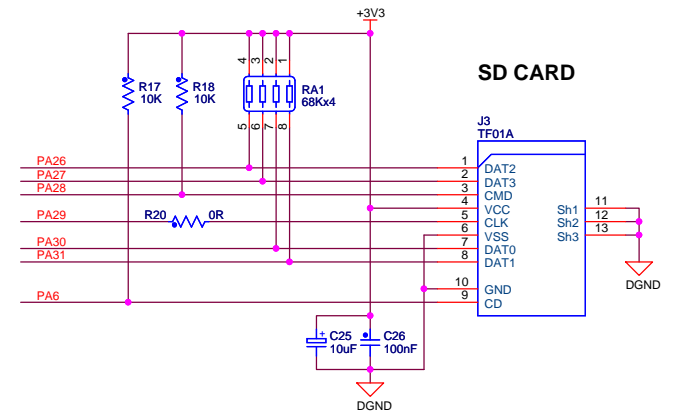 +3V3
SD CARD
4 3 2 1
R17 10K
R18 10K
RA1 68Kx4
5 6 7 8
J3
TF01A
PA26 1 DAT2
PA27 2 DAT3
PA28 3 CMD
4 VCC Sh1 11
PA29 R20 0R 5 CLK Sh2 12
6 VSS Sh3 13
PA30 7 DAT0
PA31 8 DAT1
DGND
10 GND
PA6 9 CD
+ C25 10uF
C26 100nF
DGND